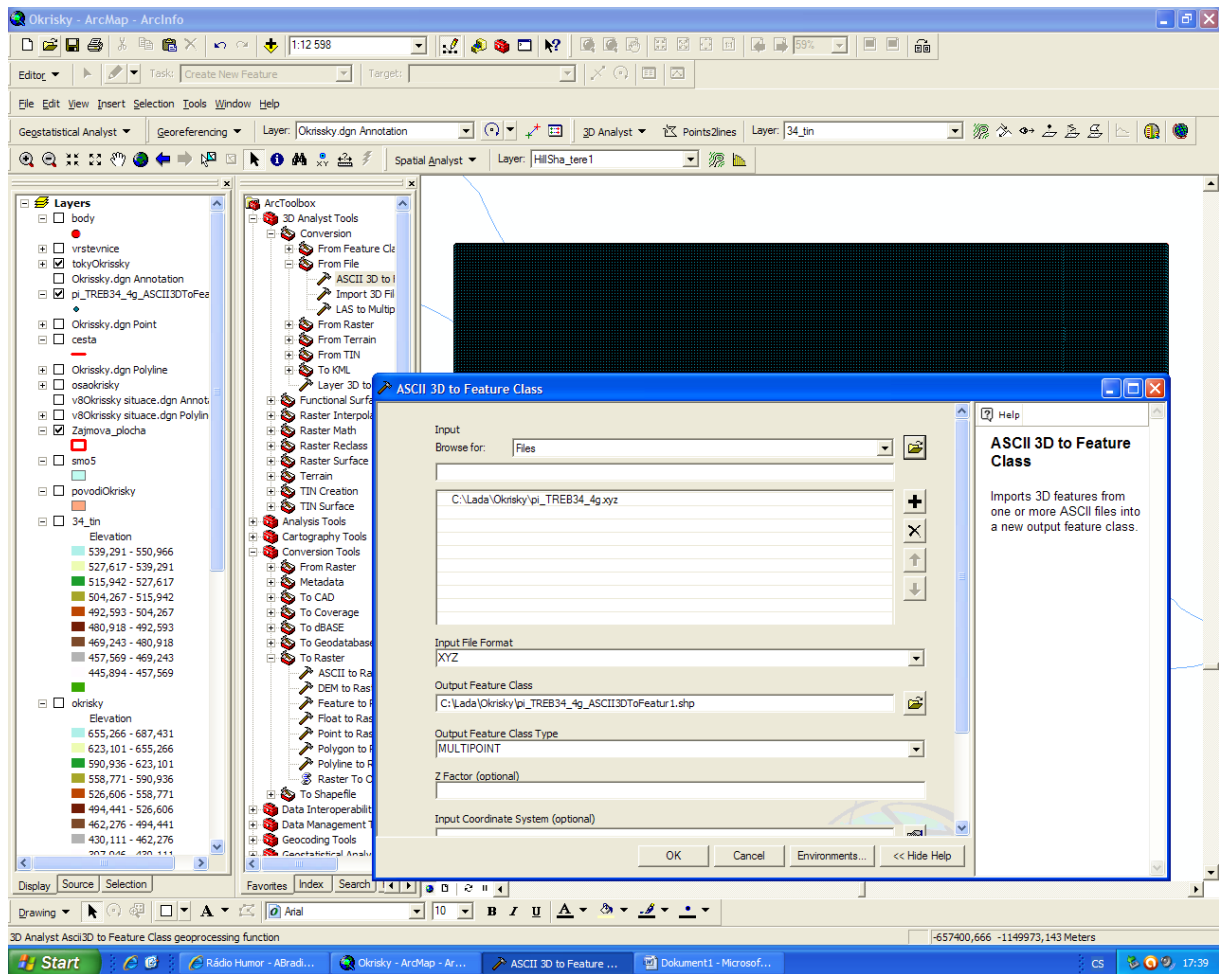 Okrisky - ArcMap - ArcInfo
1:12 598
59%
Editor
Task: Create New Feature
Target:
File Edit View Insert Selection Tools Window Help
Geostatistical Analyst
Georeferencing
Layer: Okrissky.dgn Annotation
3D Analyst
Points2lines
Layer: 34_tin
Spatial Analyst
Layer: HillSha_tere1
Layers
body
vrstevnice
tokyOkrissky
Okrissky.dgn Annotation
pi_TREB34_4g_ASCII3DToFea
Okrissky.dgn Point
cesta
Okrissky.dgn Polyline
osaokrisky
v8Okrissky situace.dgn Annot
v8Okrissky situace.dgn Polylin
Zajmova_plocha
smo5
povodiOkrisky
34_tin
Elevation
539,291 - 550,966
527,617 - 539,291
515,942 - 527,617
504,267 - 515,942
492,593 - 504,267
480,918 - 492,593
469,243 - 480,918
457,569 - 469,243
445,894 - 457,569
okrisky
Elevation
655,266 - 687,431
623,101 - 655,266
590,936 - 623,101
558,771 - 590,936
526,606 - 558,771
494,441 - 526,606
462,276 - 494,441
430,111 - 462,276
Display Source Selection
ArcToolbox
3D Analyst Tools
Conversion
From Feature Cla
From File
ASCII 3D to F
Import 3D Fil
LAS to Multip
From Raster
From Terrain
From TIN
To KML
Layer 3D to
Functional Surfa
Raster Interpol
Raster Math
Raster Reclass
Raster Surface
Terrain
TIN Creation
TIN Surface
Analysis Tools
Cartography Tools
Conversion Tools
From Raster
Metadata
To CAD
To Coverage
To dBASE
To Geodatabase
To Raster
ASCII to Ra
DEM to Ras
Feature to R
Float to Ras
Point to Ras
Polygon to R
Polyline to R
Raster To O
To Shapefile
Data Interoperabilit
Data Management T
Geocoding Tools
Geostatistical Analy
Favorites Index Search
ASCII 3D to Feature Class
Input
Browse for: Files
C:\Lada\Okrisky\pi_TREB34_4g.xyz
Input File Format
XYZ
Output Feature Class
C:\Lada\Okrisky\pi_TREB34_4g_ASCII3DToFeatur1.shp
Output Feature Class Type
MULTIPOINT
Z Factor (optional)
Input Coordinate System (optional)
OK Cancel Environments... << Hide Help
Help
ASCII 3D to Feature
Class
Imports 3D features from
one or more ASCII files into
a new output feature class.
Drawing
A
Arial
10
B I U A
3D Analyst Ascii3D to Feature Class geoprocessing function
-657400,666 -1149973,143 Meters
Start
Rádio Humor - ABradi...
Okrisky - ArcMap - Ar...
ASCII 3D to Feature ...
Dokument1 - Microsof...
CS
17:39